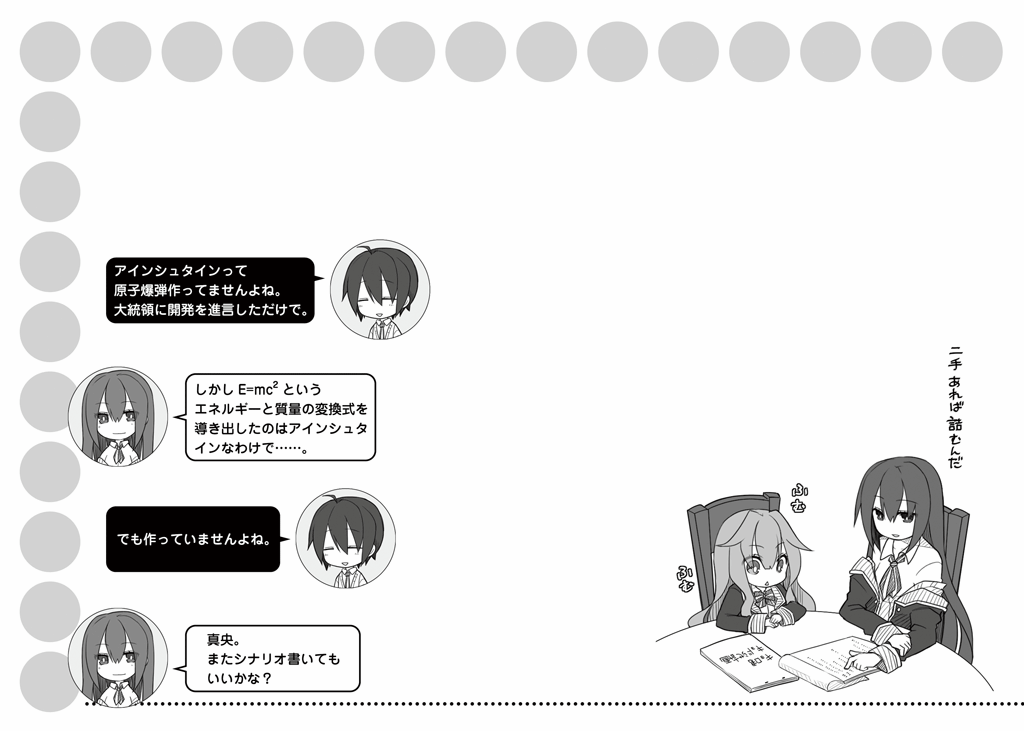 アインシュタインって
原子爆弾作ってませんよね。
大統領に開発を進言しただけで。
しかし E=mc² という
エネルギーと質量の変換式を
導き出したのはアインシュタ
インなわけで……。
でも作っていませんよね。
真央。
またシナリオ書いても
いいかな？
二手あれば詰むんだ
ふむ
ふむ